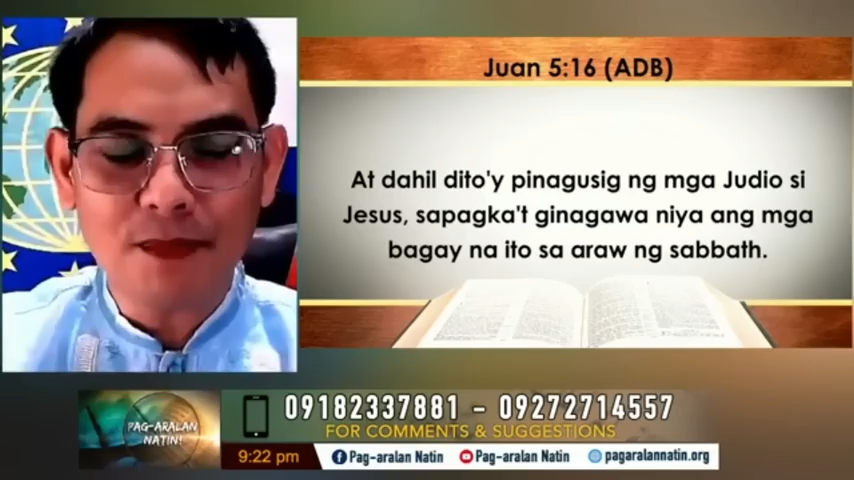 Juan 5:16 (ADB)
At dahil dito'y pinagusig ng mga Judio si
Jesus, sapagka't ginagawa niya ang mga
bagay na ito sa araw ng sabbath.
PAG-ARALAN
NATIN!
09182337881 - 09272714557
FOR COMMENTS & SUGGESTIONS
9:22 pm
Pag-aralan Natin
Pag-aralan Natin
pagaralannatin.org